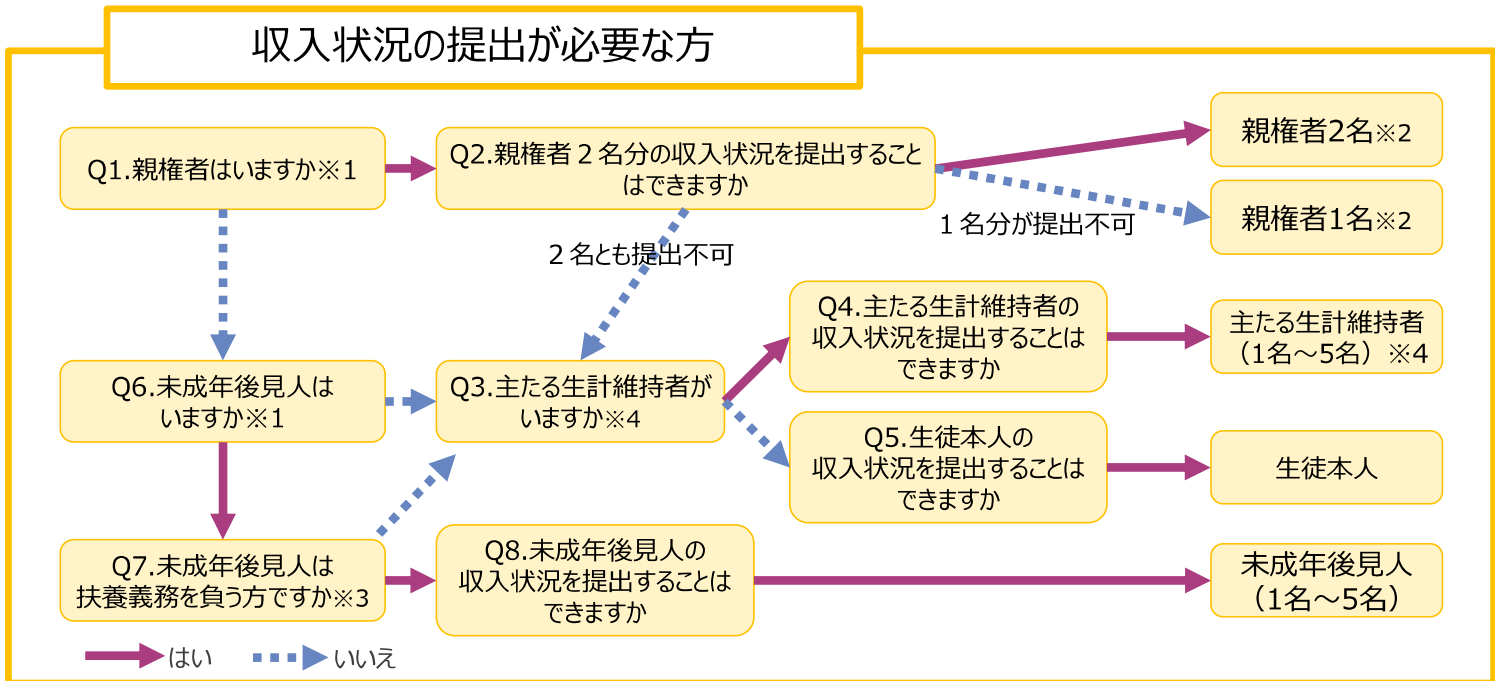 収入状況の提出が必要な方
Q1.親権者はいますか※1
Q2.親権者２名分の収入状況を提出すること
はできますか
親権者2名※2
１名分が提出不可
親権者1名※2
２名とも提出不可
Q6.未成年後見人は
いますか※1
Q3.主たる生計維持者が
いますか※4
Q4.主たる生計維持者の
収入状況を提出することは
できますか
主たる生計維持者
（1名～5名）※4
Q5.生徒本人の
収入状況を提出することは
できますか
生徒本人
Q7.未成年後見人は
扶養義務を負う方ですか※3
Q8.未成年後見人の
収入状況を提出することは
できますか
未成年後見人
（1名～5名）
はい
いいえ